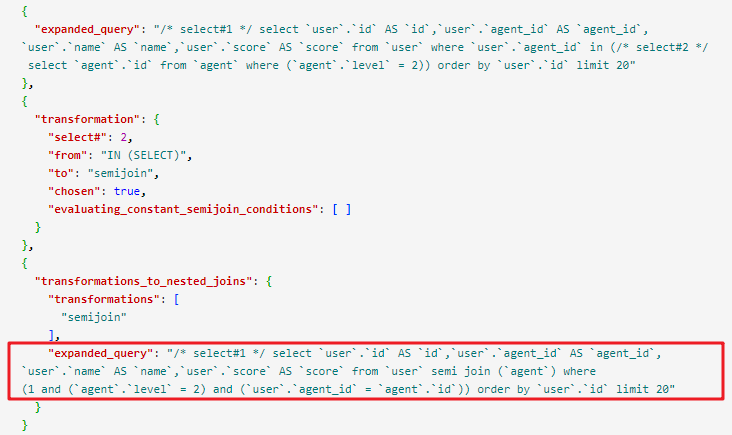 {
"expanded_query": "/* select#1 */ select `user`.`id` AS `id`,`user`.`agent_id` AS `agent_id`,
`user`.`name` AS `name`,`user`.`score` AS `score` from `user` where `user`.`agent_id` in (/* select#2 */
select `agent`.`id` from `agent` where (`agent`.`level` = 2)) order by `user`.`id` limit 20"
},
{
"transformation": {
"select#": 2,
"from": "IN (SELECT)",
"to": "semijoin",
"chosen": true,
"evaluating_constant_semijoin_conditions": [ ]
}
},
{
"transformations_to_nested_joins": {
"transformations": [
"semijoin"
],
"expanded_query": "/* select#1 */ select `user`.`id` AS `id`,`user`.`agent_id` AS `agent_id`,
`user`.`name` AS `name`,`user`.`score` AS `score` from `user` semi join (`agent`) where
(1 and (`agent`.`level` = 2) and (`user`.`agent_id` = `agent`.`id`)) order by `user`.`id` limit 20"
}
}